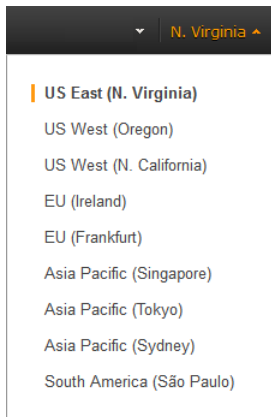 N. Virginia
US East (N. Virginia)
US West (Oregon)
US West (N. California)
EU (Ireland)
EU (Frankfurt)
Asia Pacific (Singapore)
Asia Pacific (Tokyo)
Asia Pacific (Sydney)
South America (São Paulo)